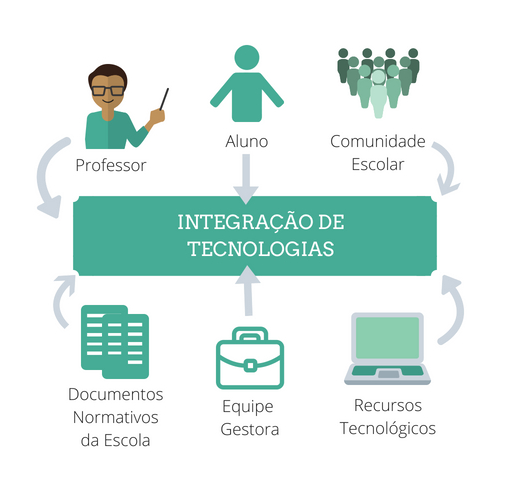 Professor
Aluno
Comunidade
Escolar
INTEGRAÇÃO DE
TECNOLOGIAS
Documentos
Normativos
da Escola
Equipe
Gestora
Recursos
Tecnológicos